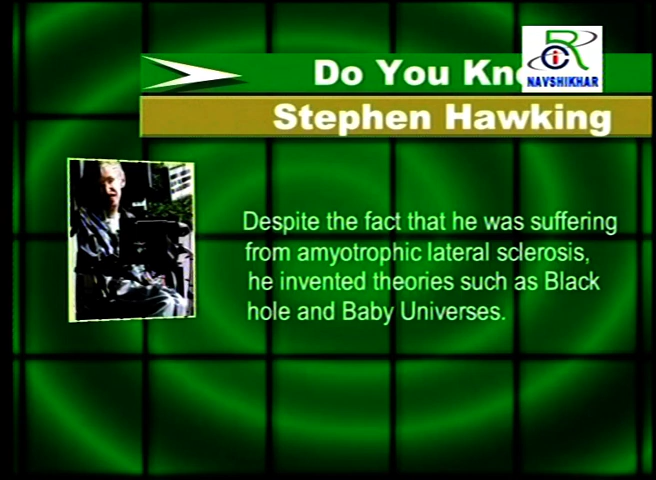 Do You Kn
NAVSHIKHAR
Stephen Hawking
Despite the fact that he was suffering
from amyotrophic lateral sclerosis,
he invented theories such as Black
hole and Baby Universes.